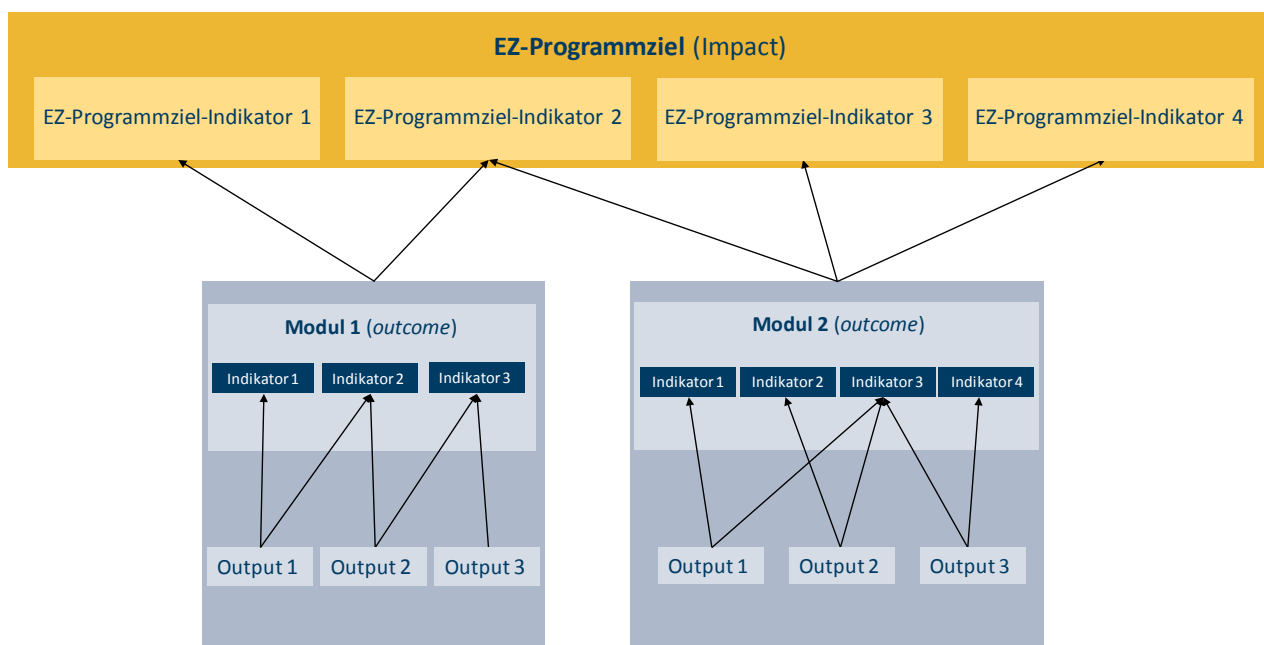 EZ-Programmziel (Impact)
EZ-Programmziel-Indikator 1
EZ-Programmziel-Indikator 2
EZ-Programmziel-Indikator 3
EZ-Programmziel-Indikator 4
Modul 1 (outcome)
Indikator 1
Indikator 2
Indikator 3
Output 1
Output 2
Output 3
Modul 2 (outcome)
Indikator 1
Indikator 2
Indikator 3
Indikator 4
Output 1
Output 2
Output 3